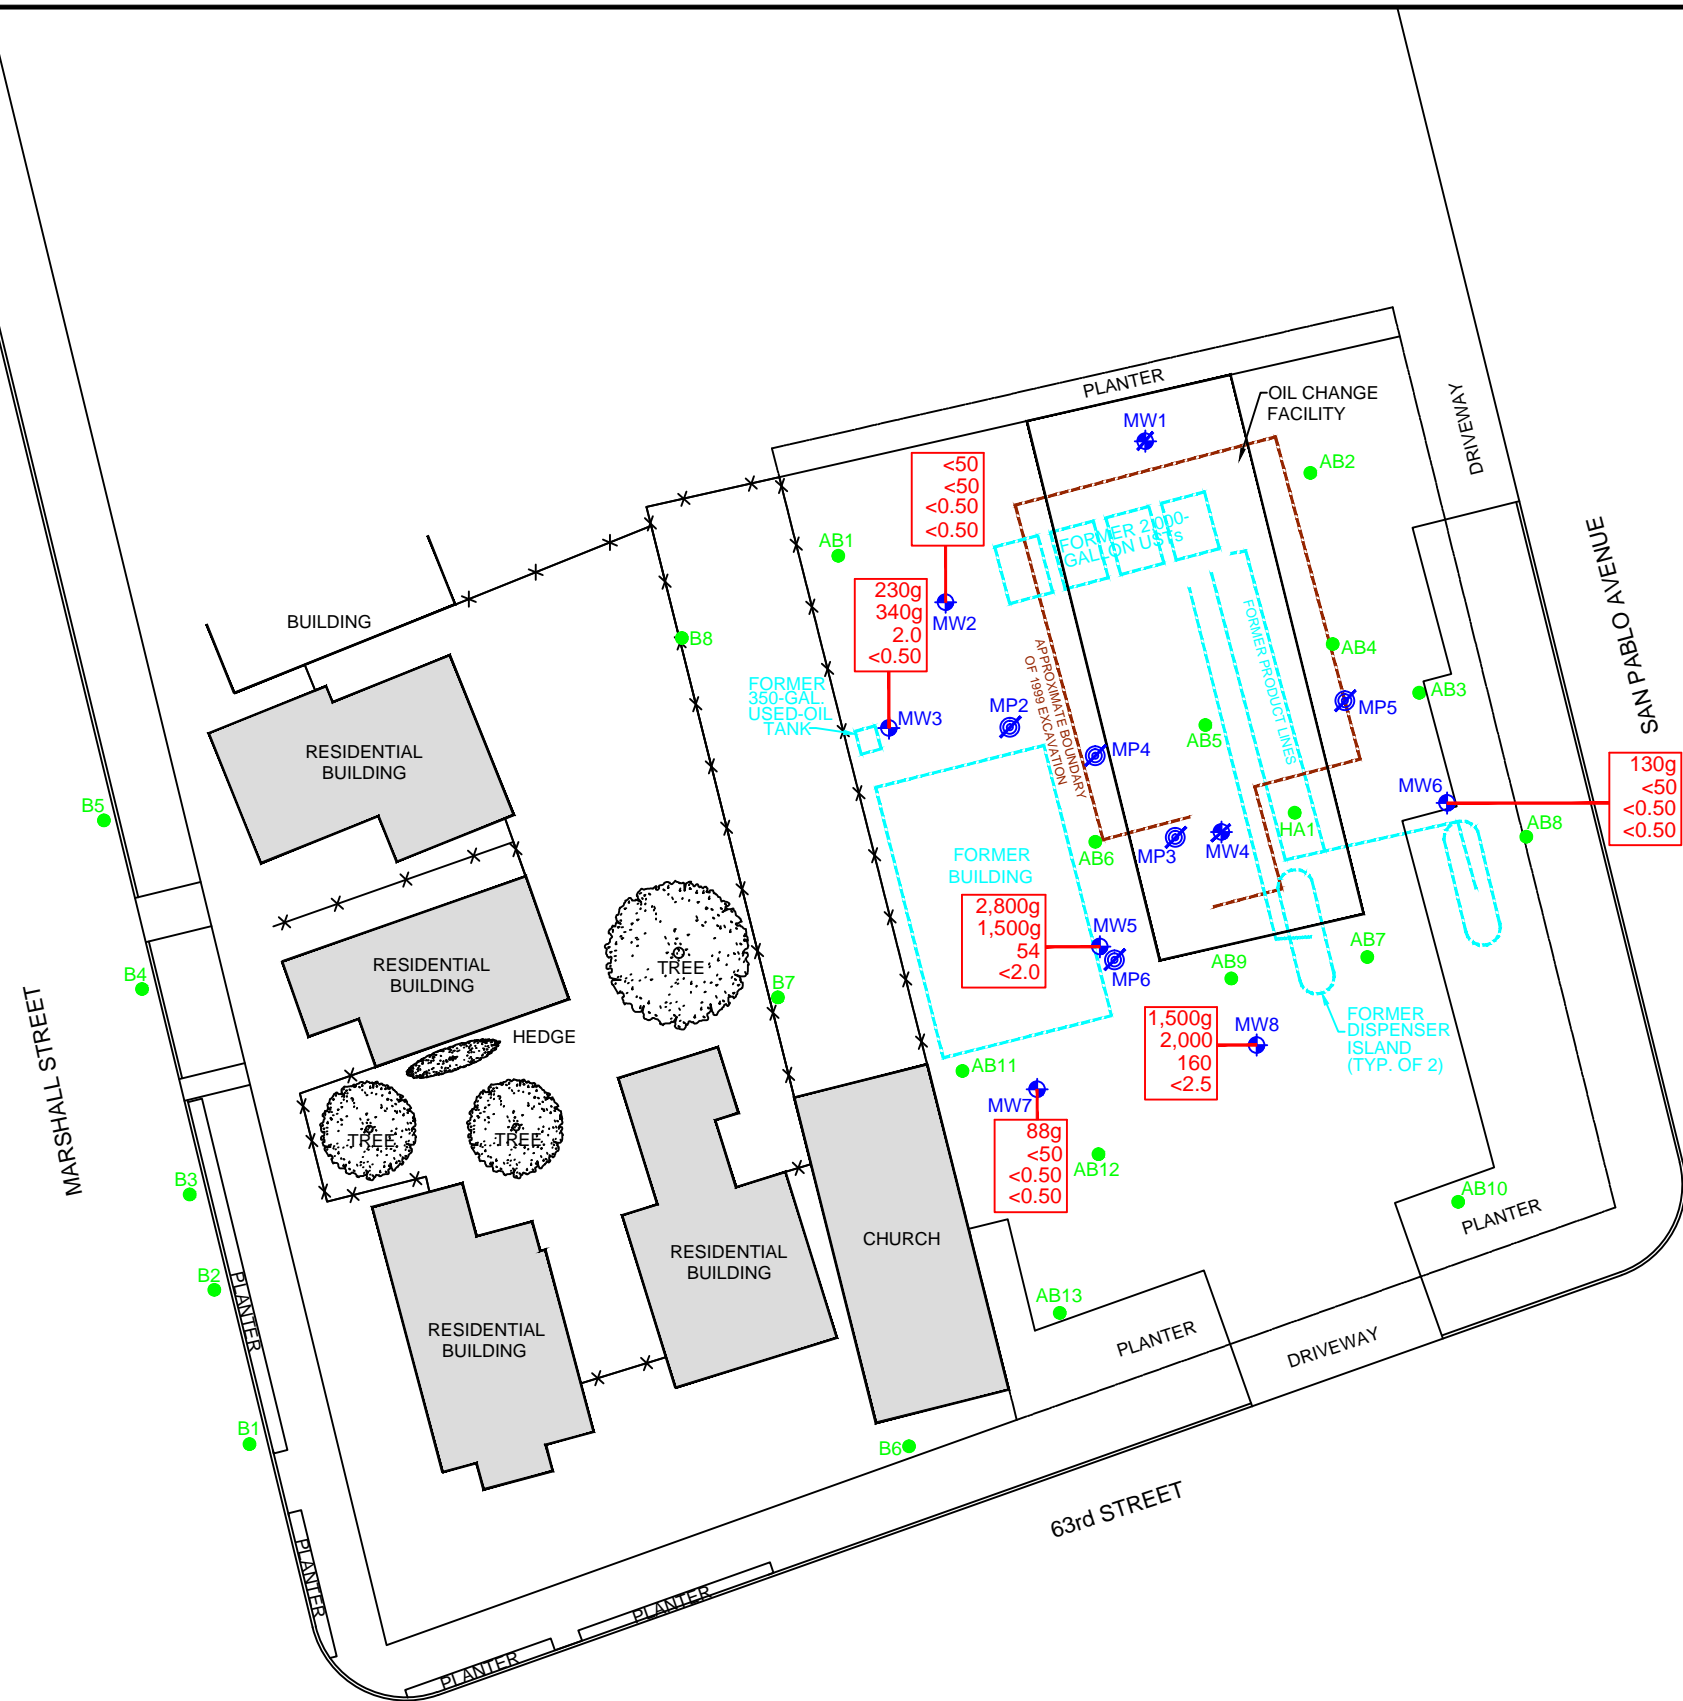 PLANTER
OIL CHANGE
FACILITY
DRIVEWAY
MW1
AB2
<50
<50
<0.50
<0.50
SAN PABLO AVENUE
FORMER 2,000-
GALLON USTs
AB1
230g
340g
2.0
<0.50
MW2
BUILDING
B8
FORMER PRODUCT LINES
AB4
APPROXIMATE BOUNDARY
OF 1999 EXCAVATION
FORMER
350-GAL.
USED-OIL
TANK
MW3
MP2
MP5
AB3
AB5
MP4
RESIDENTIAL
BUILDING
130g
<50
<0.50
<0.50
MW6
B5
AB8
HA1
AB6
MP3
MW4
FORMER
BUILDING
2,800g
1,500g
54
<2.0
MW5
MP6
AB7
AB9
RESIDENTIAL
BUILDING
TREE
B4
B7
MARSHALL STREET
HEDGE
1,500g
2,000
160
<2.5
MW8
FORMER
DISPENSER
ISLAND
(TYP. OF 2)
AB11
MW7
88g
<50
<0.50
<0.50
TREE
TREE
AB12
B3
AB10
PLANTER
CHURCH
RESIDENTIAL
BUILDING
B2
PLANTER
AB13
RESIDENTIAL
BUILDING
PLANTER
DRIVEWAY
B1
B6
63rd STREET
PLANTER
PLANTER
PLANTER